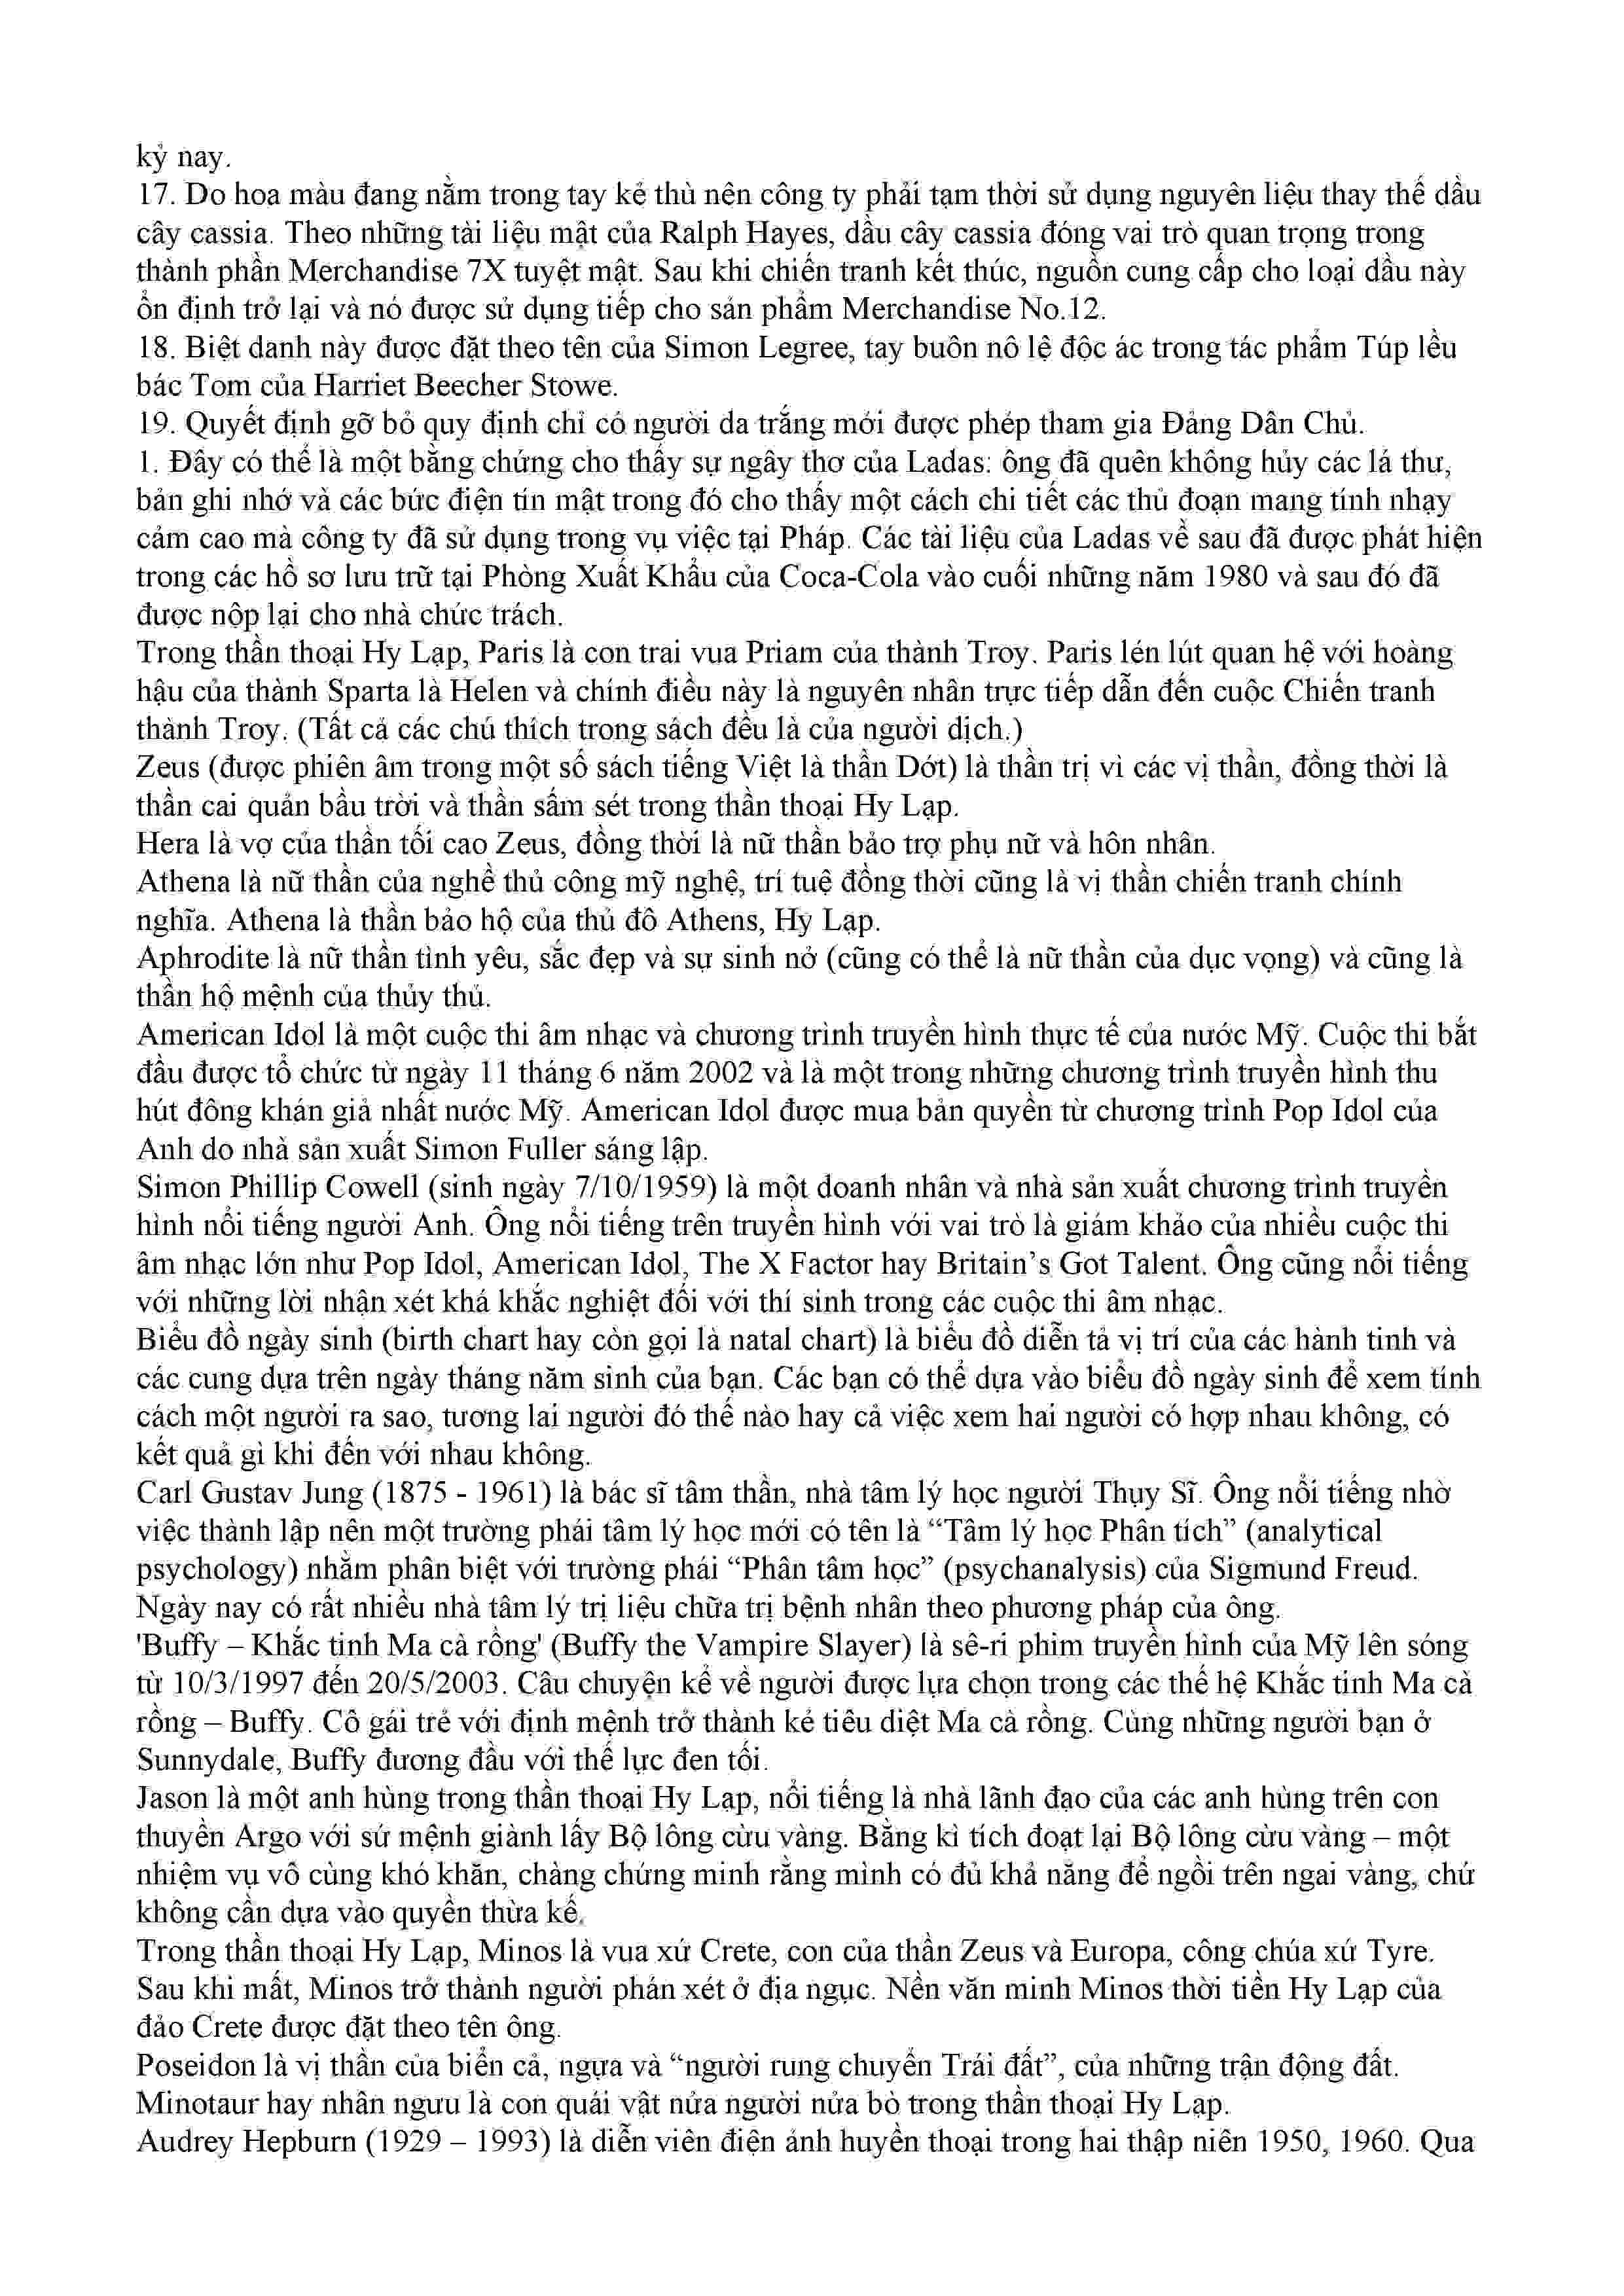 kỷ nay.
17. Do hoa màu đang nằm trong tay kẻ thù nên công ty phải tạm thời sử dụng nguyên liệu thay thế dầu
cây cassia. Theo những tài liệu mật của Ralph Hayes, dầu cây cassia đóng vai trò quan trọng trong
thành phần Merchandise 7X tuyệt mật. Sau khi chiến tranh kết thúc, nguồn cung cấp cho loại dầu này
ổn định trở lại và nó được sử dụng tiếp cho sản phẩm Merchandise No.12.
18. Biệt danh này được đặt theo tên của Simon Legree, tay buôn nô lệ độc ác trong tác phẩm Túp lều
bác Tom của Harriet Beecher Stowe.
19. Quyết định gỡ bỏ quy định chỉ có người da trắng mới được phép tham gia Đảng Dân Chủ.
1. Đây có thể là một bằng chứng cho thấy sự ngây thơ của Ladas: ông đã quên không hủy các lá thư,
bản ghi nhớ và các bức điện tín mật trong đó cho thấy một cách chi tiết các thủ đoạn mang tính nhạy
cảm cao mà công ty đã sử dụng trong vụ việc tại Pháp. Các tài liệu của Ladas về sau đã được phát hiện
trong các hồ sơ lưu trữ tại Phòng Xuất Khẩu của Coca-Cola vào cuối những năm 1980 và sau đó đã
được nộp lại cho nhà chức trách.
Trong thần thoại Hy Lạp, Paris là con trai vua Priam của thành Troy. Paris lén lút quan hệ với hoàng
hậu của thành Sparta là Helen và chính điều này là nguyên nhân trực tiếp dẫn đến cuộc Chiến tranh
thành Troy. (Tất cả các chú thích trong sách đều là của người dịch.)
Zeus (được phiên âm trong một số sách tiếng Việt là thần Dớt) là thần trị vì các vị thần, đồng thời là
thần cai quản bầu trời và thần sấm sét trong thần thoại Hy Lạp.
Hera là vợ của thần tối cao Zeus, đồng thời là nữ thần bảo trợ phụ nữ và hôn nhân.
Athena là nữ thần của nghề thủ công mỹ nghệ, trí tuệ đồng thời cũng là vị thần chiến tranh chính
nghĩa. Athena là thần bảo hộ của thủ đô Athens, Hy Lạp.
Aphrodite là nữ thần tình yêu, sắc đẹp và sự sinh nở (cũng có thể là nữ thần của dục vọng) và cũng là
thần hộ mệnh của thủy thủ.
American Idol là một cuộc thi âm nhạc và chương trình truyền hình thực tế của nước Mỹ. Cuộc thi bắt
đầu được tổ chức từ ngày 11 tháng 6 năm 2002 và là một trong những chương trình truyền hình thu
hút đông khán giả nhất nước Mỹ. American Idol được mua bản quyền từ chương trình Pop Idol của
Anh do nhà sản xuất Simon Fuller sáng lập.
Simon Phillip Cowell (sinh ngày 7/10/1959) là một doanh nhân và nhà sản xuất chương trình truyền
hình nổi tiếng người Anh. Ông nổi tiếng trên truyền hình với vai trò là giám khảo của nhiều cuộc thi
âm nhạc lớn như Pop Idol, American Idol, The X Factor hay Britain’s Got Talent. Ông cũng nổi tiếng
với những lời nhận xét khá khắc nghiệt đối với thí sinh trong các cuộc thi âm nhạc.
Biểu đồ ngày sinh (birth chart hay còn gọi là natal chart) là biểu đồ diễn tả vị trí của các hành tinh và
các cung dựa trên ngày tháng năm sinh của bạn. Các bạn có thể dựa vào biểu đồ ngày sinh để xem tính
cách một người ra sao, tương lai người đó thế nào hay cả việc xem hai người có hợp nhau không, có
kết quả gì khi đến với nhau không.
Carl Gustav Jung (1875 - 1961) là bác sĩ tâm thần, nhà tâm lý học người Thụy Sĩ. Ông nổi tiếng nhờ
việc thành lập nên một trường phái tâm lý học mới có tên là “Tâm lý học Phân tích” (analytical
psychology) nhằm phân biệt với trường phái “Phân tâm học” (psychanalysis) của Sigmund Freud.
Ngày nay có rất nhiều nhà tâm lý trị liệu chữa trị bệnh nhân theo phương pháp của ông.
'Buffy – Khắc tinh Ma cà rồng' (Buffy the Vampire Slayer) là sê-ri phim truyền hình của Mỹ lên sóng
từ 10/3/1997 đến 20/5/2003. Câu chuyện kể về người được lựa chọn trong các thế hệ Khắc tinh Ma cà
rồng – Buffy. Cô gái trẻ với định mệnh trở thành kẻ tiêu diệt Ma cà rồng. Cùng những người bạn ở
Sunnydale, Buffy đương đầu với thế lực đen tối.
Jason là một anh hùng trong thần thoại Hy Lạp, nổi tiếng là nhà lãnh đạo của các anh hùng trên con
thuyền Argo với sứ mệnh giành lấy Bộ lông cừu vàng. Bằng kì tích đoạt lại Bộ lông cừu vàng – một
nhiệm vụ vô cùng khó khăn, chàng chứng minh rằng mình có đủ khả năng để ngồi trên ngai vàng, chứ
không cần dựa vào quyền thừa kế.
Trong thần thoại Hy Lạp, Minos là vua xứ Crete, con của thần Zeus và Europa, công chúa xứ Tyre.
Sau khi mất, Minos trở thành người phán xét ở địa ngục. Nền văn minh Minos thời tiền Hy Lạp của
đảo Crete được đặt theo tên ông.
Poseidon là vị thần của biển cả, ngựa và “người rung chuyển Trái đất”, của những trận động đất.
Minotaur hay nhân ngưu là con quái vật nửa người nửa bò trong thần thoại Hy Lạp.
Audrey Hepburn (1929 – 1993) là diễn viên điện ảnh huyền thoại trong hai thập niên 1950, 1960. Qua